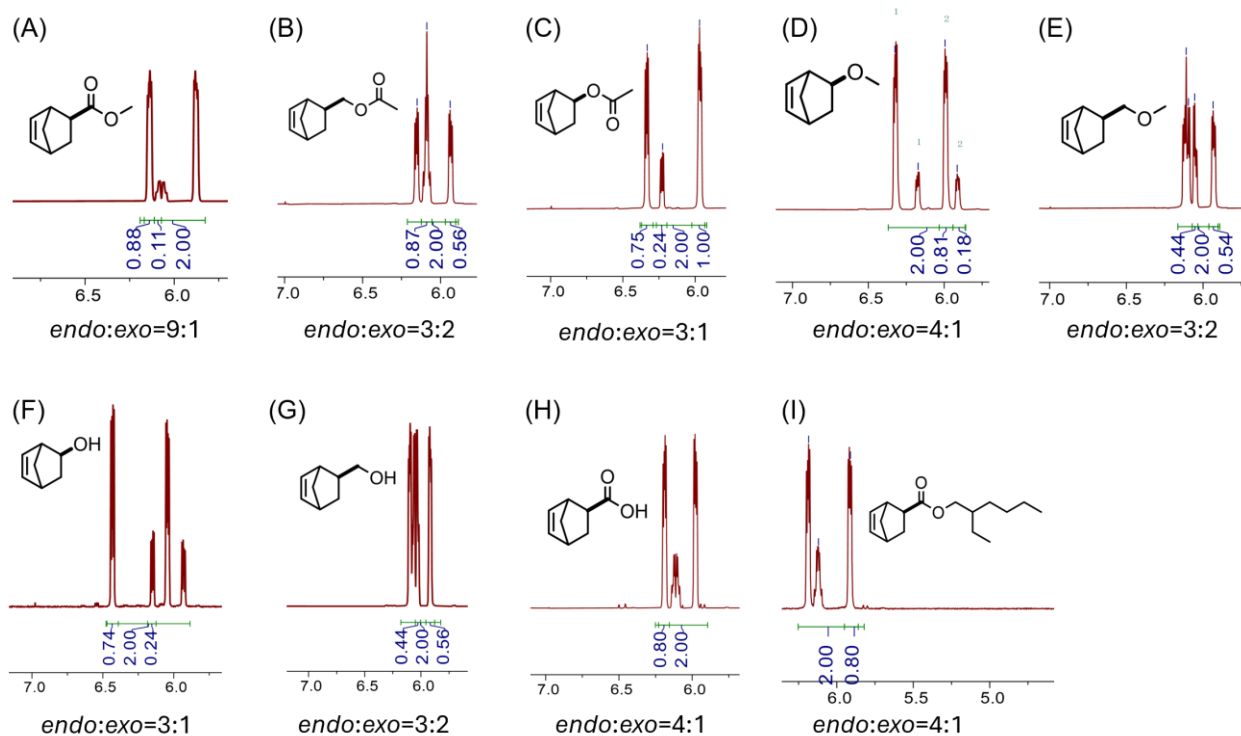 (A)
O
O
0.88
0.11
2.00
6.5
6.0
endo:exo=9:1
(B)
O
O
0.87
2.00
0.56
7.0
6.5
6.0
endo:exo=3:2
(C)
O
O
0.75
0.24
2.00
1.00
7.0
6.5
6.0
endo:exo=3:1
(D)
O
1
2
1
2
2.00
0.81
0.18
7.0
6.5
6.0
endo:exo=4:1
(E)
O
0.44
2.00
0.54
7.0
6.5
6.0
endo:exo=3:2
(F)
OH
0.74
2.00
0.24
7.0
6.5
6.0
endo:exo=3:1
(G)
OH
0.44
2.00
0.56
7.0
6.5
6.0
endo:exo=3:2
(H)
O
OH
0.80
2.00
7.0
6.5
6.0
endo:exo=4:1
(I)
O
O
2.00
0.80
6.0
5.5
5.0
endo:exo=4:1